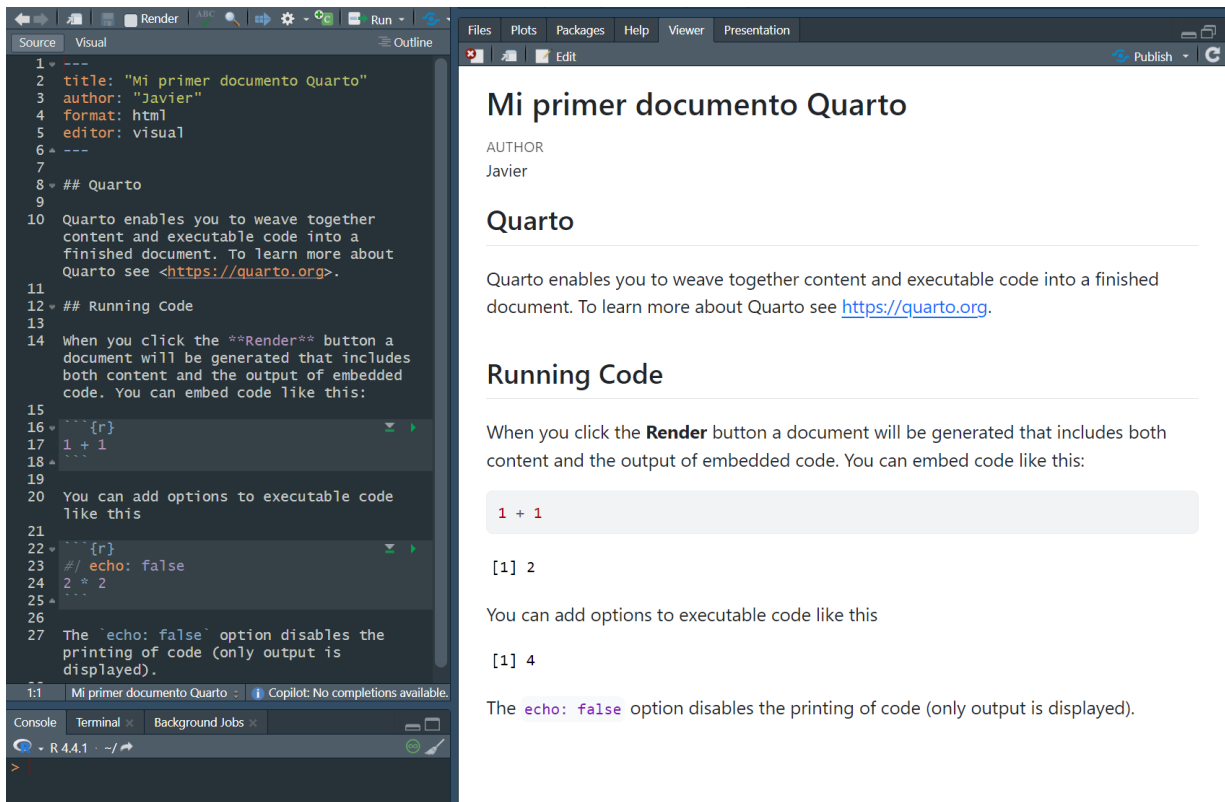 Render ABC Run
Source Visual Outline
1 ---
2 title: "Mi primer documento Quarto"
3 author: "Javier"
4 format: html
5 editor: visual
6 ---
7
8 ## Quarto
9
10 Quarto enables you to weave together
content and executable code into a
finished document. To learn more about
Quarto see <https://quarto.org>.
11
12 ## Running Code
13
14 When you click the **Render** button a
document will be generated that includes
both content and the output of embedded
code. You can embed code like this:
15
16 ```{r}
17 1 + 1
18 ```
19
20 You can add options to executable code
like this
21
22 ```{r}
23 #| echo: false
24 2 * 2
25 ```
26
27 The `echo: false` option disables the
printing of code (only output is
displayed).
1:1 Mi primer documento Quarto Copilot: No completions available.
Console Terminal Background Jobs
R 4.4.1 · ~/
>
Files Plots Packages Help Viewer Presentation
Edit Publish
Mi primer documento Quarto
AUTHOR
Javier
Quarto
Quarto enables you to weave together content and executable code into a finished
document. To learn more about Quarto see https://quarto.org.
Running Code
When you click the Render button a document will be generated that includes both
content and the output of embedded code. You can embed code like this:
1 + 1
[1] 2
You can add options to executable code like this
[1] 4
The echo: false option disables the printing of code (only output is displayed).